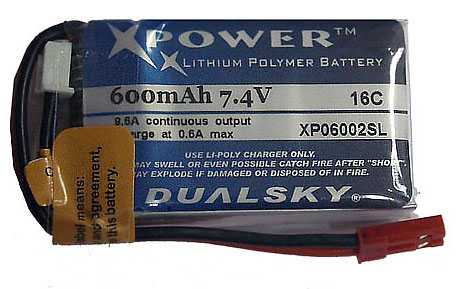 XPOWER™
X LITHIUM POLYMER BATTERY
600mAh 7.4V 16C
9.6A continuous output XP06002SL
at 0.6A max
USE LI-POLY CHARGER ONLY.
MAY SWELL OR EVEN POSSIBLE CATCH FIRE AFTER "SHORT".
MAY EXPLODE IF DAMAGED OR DISPOSED OF IN FIRE.
DUALSKY®
means:
agreement,
this battery.